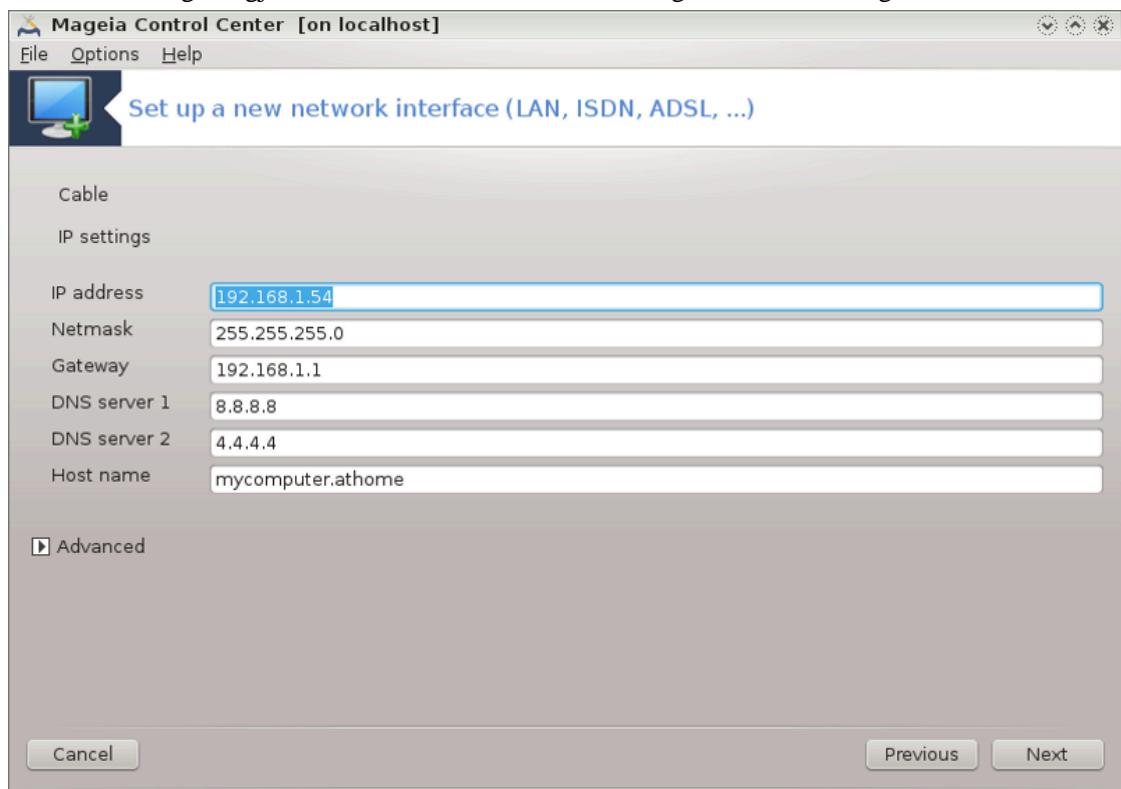 Mageia Control Center [on localhost]
File Options Help
Set up a new network interface (LAN, ISDN, ADSL, ...)
Cable
IP settings
IP address 192.168.1.54
Netmask 255.255.255.0
Gateway 192.168.1.1
DNS server 1 8.8.8.8
DNS server 2 4.4.4.4
Host name mycomputer.athome
Advanced
Cancel Previous Next